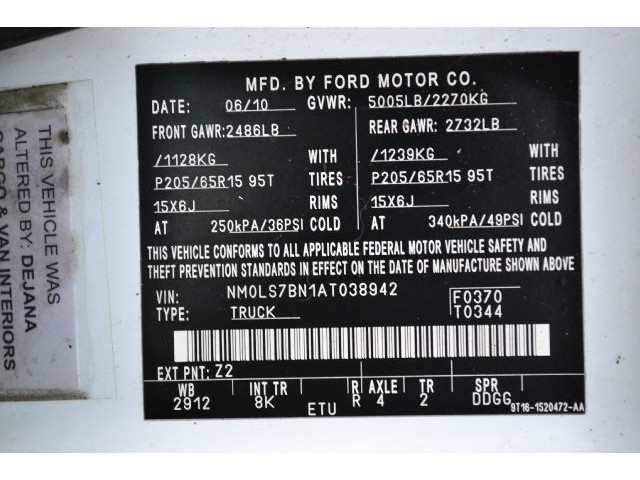 MFD. BY FORD MOTOR CO.
DATE: 06/10 GVWR: 5005LB/2270KG
FRONT GAWR: 2486LB REAR GAWR: 2732LB
/1128KG WITH /1239KG WITH
P205/65R15 95T TIRES P205/65R15 95T TIRES
15X6J RIMS 15X6J RIMS
AT 250kPA/36PSI COLD AT 340kPA/49PSI COLD
THIS VEHICLE CONFORMS TO ALL APPLICABLE FEDERAL MOTOR VEHICLE SAFETY AND
THEFT PREVENTION STANDARDS IN EFFECT ON THE DATE OF MANUFACTURE SHOWN ABOVE
VIN: NM0LS7BN1AT038942 F0370
TYPE: TRUCK T0344
EXT PNT: Z2
WB INT TR R AXLE TR SPR
2912 8K ETU R 4 2 DDGG
9T16-1520472-AA
THIS VEHICLE WAS
ALTERED BY: DEJANA
CARGO & VAN INTERIORS